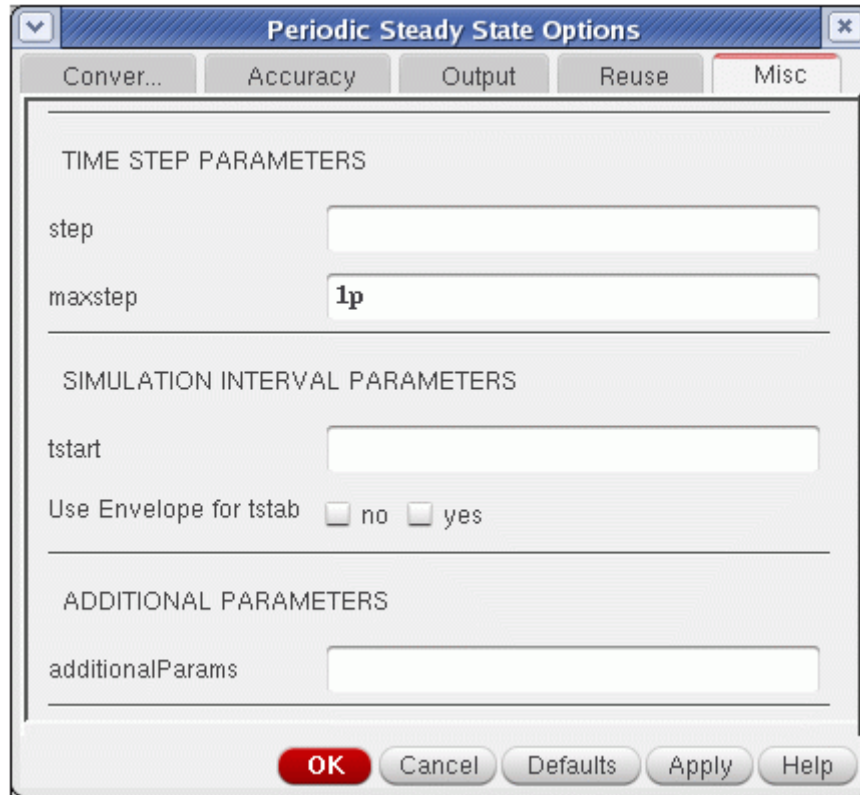 Periodic Steady State Options
Conver... Accuracy Output Reuse Misc
TIME STEP PARAMETERS
step
maxstep 1p
SIMULATION INTERVAL PARAMETERS
tstart
Use Envelope for tstab no yes
ADDITIONAL PARAMETERS
additionalParams
OK Cancel Defaults Apply Help